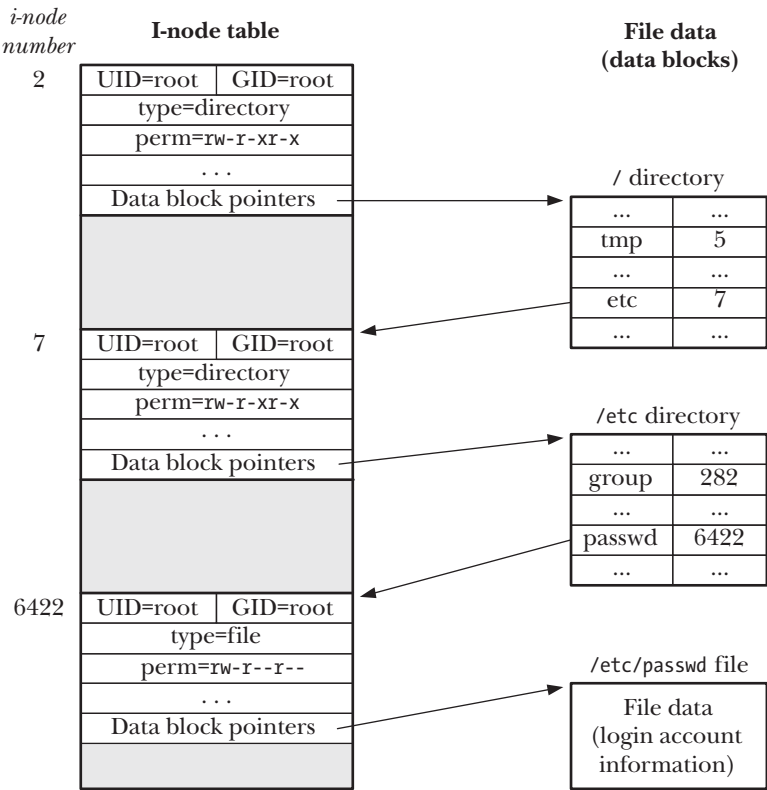 i-node
number
I-node table
File data
(data blocks)
2
UID=root GID=root
type=directory
perm=rw-r-xr-x
. . .
Data block pointers
/ directory
... ...
tmp 5
... ...
etc 7
... ...
7
UID=root GID=root
type=directory
perm=rw-r-xr-x
. . .
Data block pointers
/etc directory
... ...
group 282
... ...
passwd 6422
... ...
6422
UID=root GID=root
type=file
perm=rw-r--r--
. . .
Data block pointers
/etc/passwd file
File data
(login account
information)